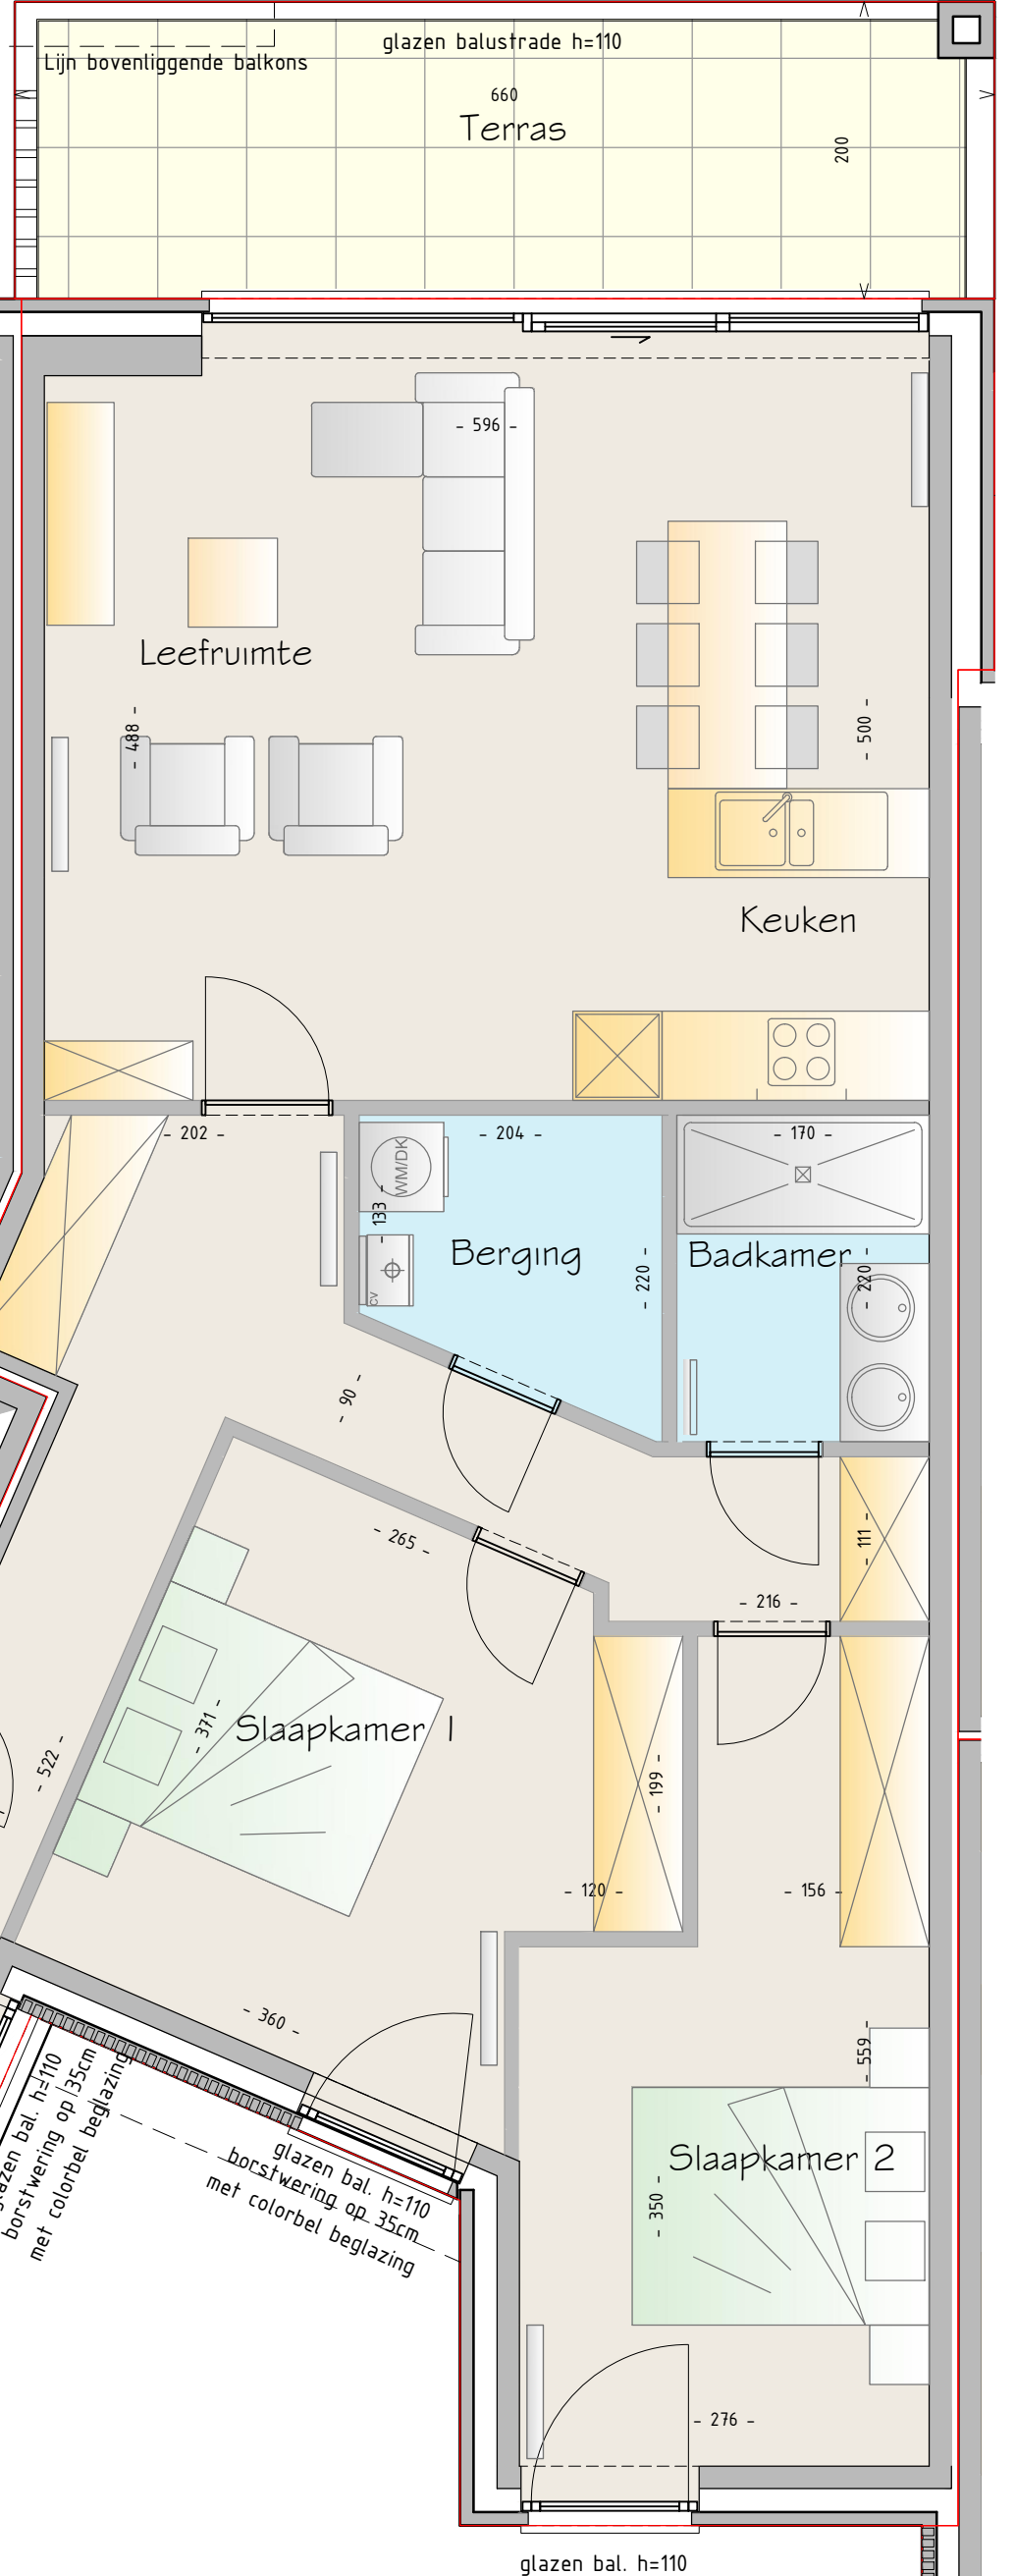 glazen balustrade h=110
Lijn bovenliggende balkons
660
Terras
200
- 596 -
Leefruimte
- 488 -
- 500 -
Keuken
- 202 -
- 204 -
- 170 -
WM/DK
- 133 -
Berging
Badkamer
- 220 -
- 220 -
CV
- 90 -
- 265 -
- 111 -
- 216 -
- 371 -
Slaapkamer 1
- 522 -
- 199 -
- 120 -
- 156 -
- 360 -
- 559 -
glazen bal. h=110
borstwering op 35cm
met colorbel beglazing
glazen bal. h=110
borstwering op 35cm
met colorbel beglazing
Slaapkamer 2
- 350 -
- 276 -
glazen bal. h=110